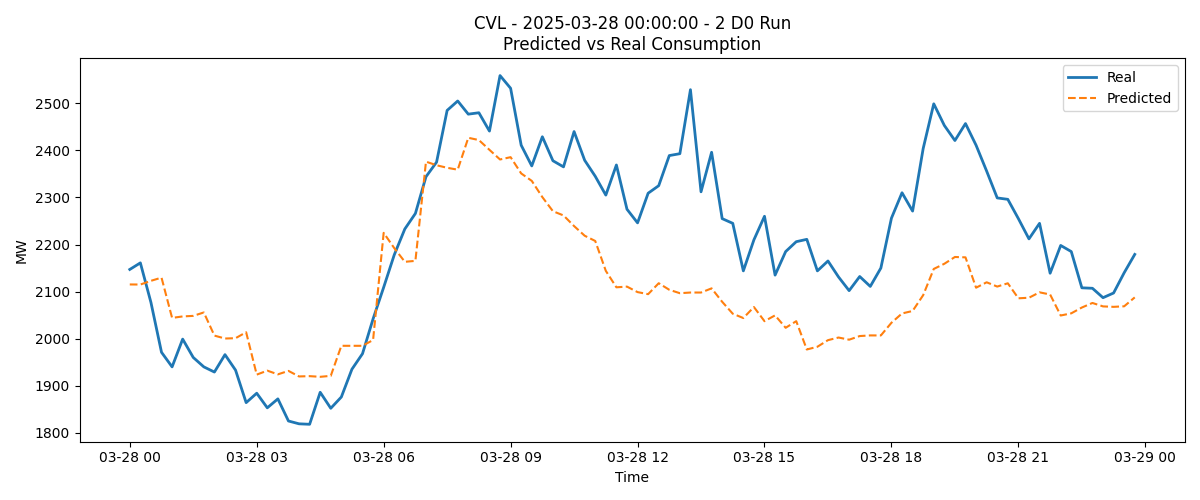 CVL - 2025-03-28 00:00:00 - 2 D0 Run
Predicted vs Real Consumption
Real
Predicted
MW
2500
2400
2300
2200
2100
2000
1900
1800
03-28 00
03-28 03
03-28 06
03-28 09
03-28 12
03-28 15
03-28 18
03-28 21
03-29 00
Time